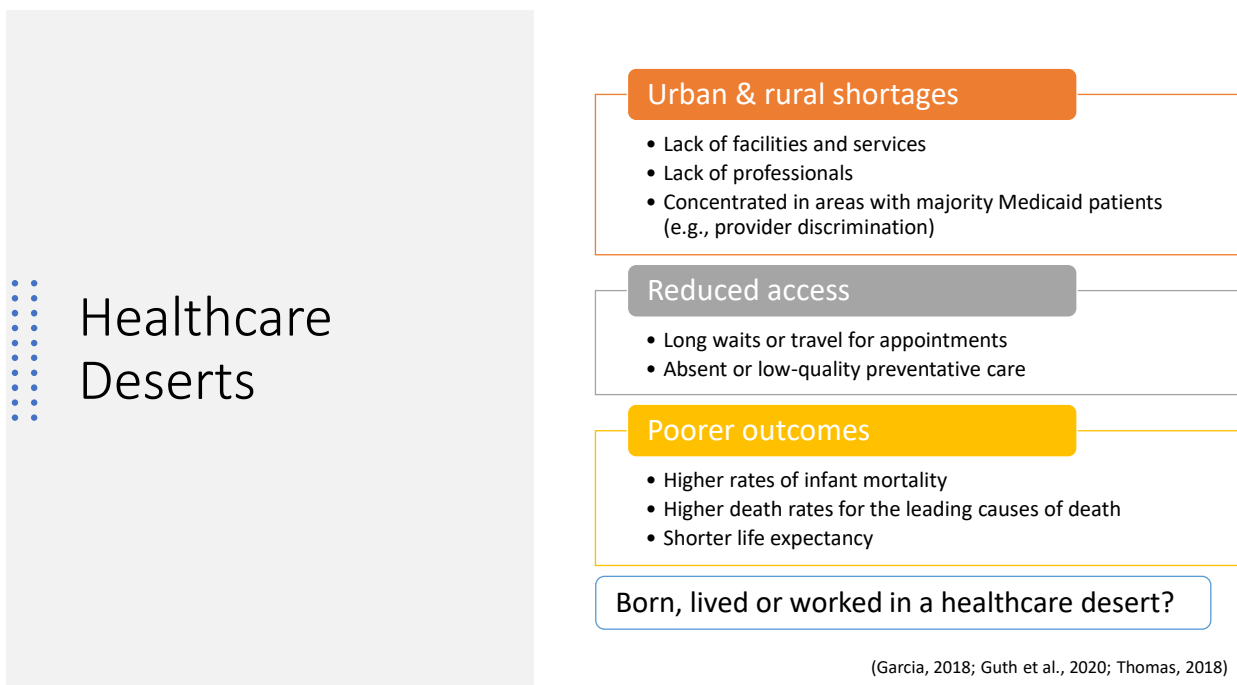 Healthcare
Deserts
Urban & rural shortages
• Lack of facilities and services
• Lack of professionals
• Concentrated in areas with majority Medicaid patients
(e.g., provider discrimination)
Reduced access
• Long waits or travel for appointments
• Absent or low-quality preventative care
Poorer outcomes
• Higher rates of infant mortality
• Higher death rates for the leading causes of death
• Shorter life expectancy
Born, lived or worked in a healthcare desert?
(Garcia, 2018; Guth et al., 2020; Thomas, 2018)